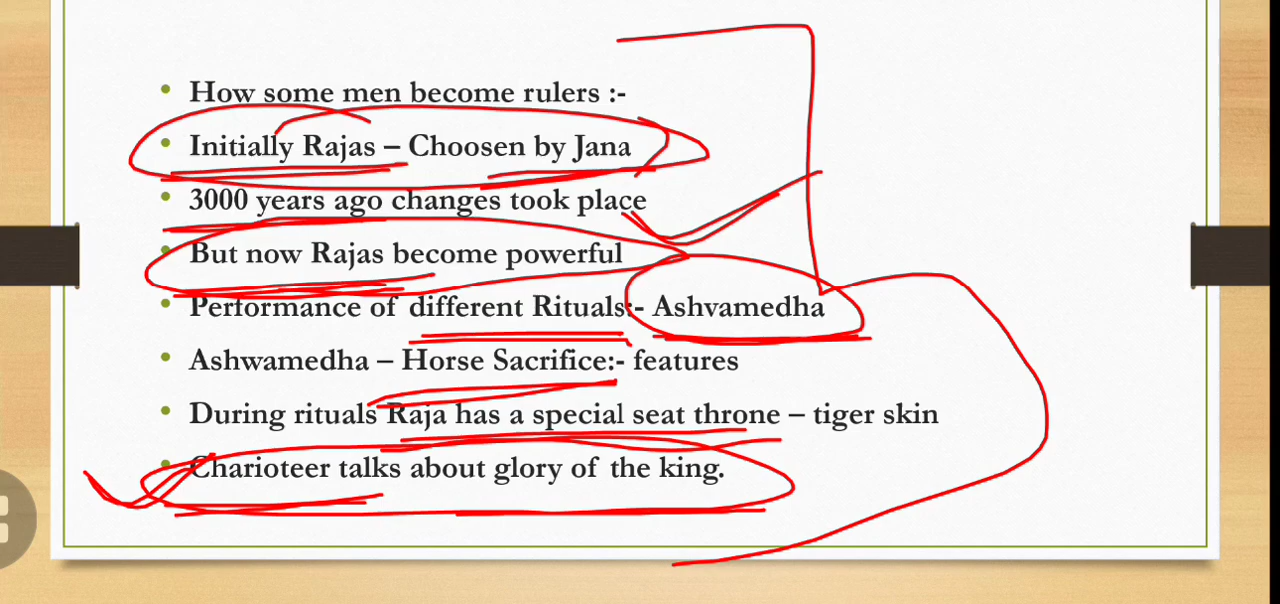 • How some men become rulers :-
• Initially Rajas – Choosen by Jana
• 3000 years ago changes took place
• But now Rajas become powerful
• Performance of different Rituals:- Ashvamedha
• Ashwamedha – Horse Sacrifice:- features
• During rituals Raja has a special seat throne – tiger skin
• Charioteer talks about glory of the king.